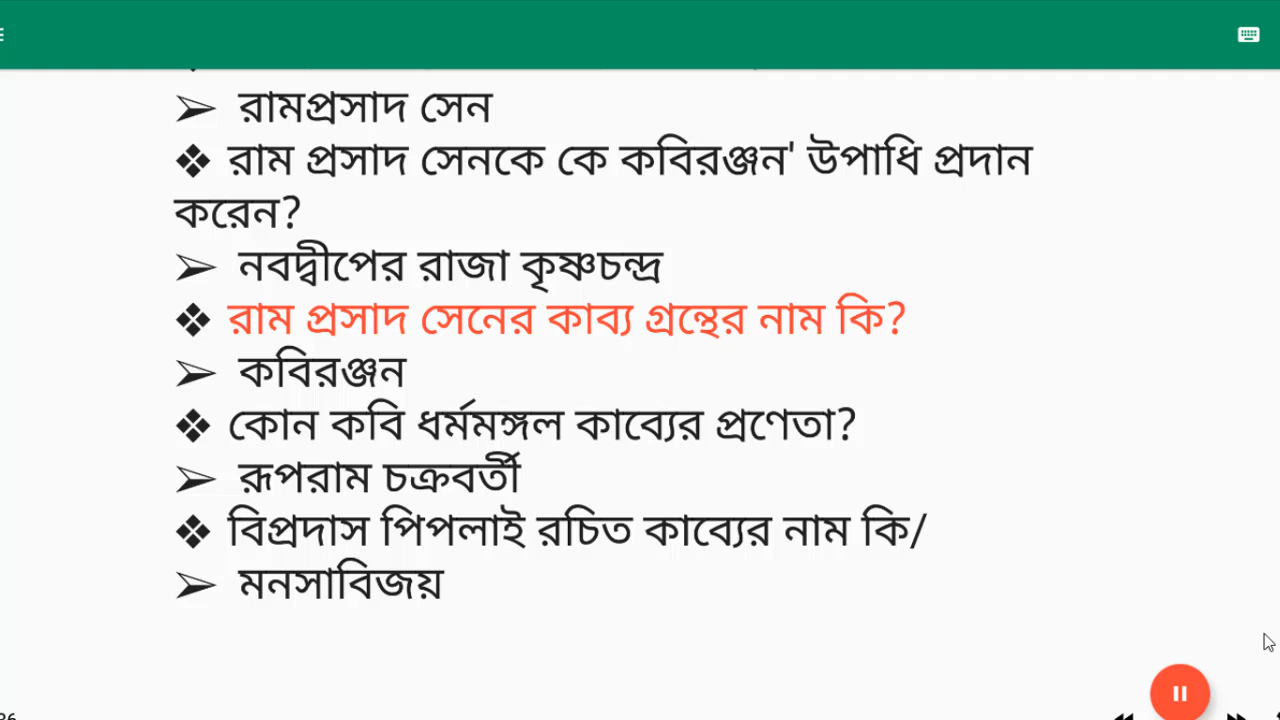 ➢ রামপ্রসাদ সেন
❖ রাম প্রসাদ সেনকে কে কবিরঞ্জন' উপাধি প্রদান
করেন?
➢ নবদ্বীপের রাজা কৃষ্ণচন্দ্র
❖ রাম প্রসাদ সেনের কাব্য গ্রন্থের নাম কি?
➢ কবিরঞ্জন
❖ কোন কবি ধর্মমঙ্গল কাব্যের প্রণেতা?
➢ রূপরাম চক্রবর্তী
❖ বিপ্রদাস পিপলাই রচিত কাব্যের নাম কি/
➢ মনসাবিজয়